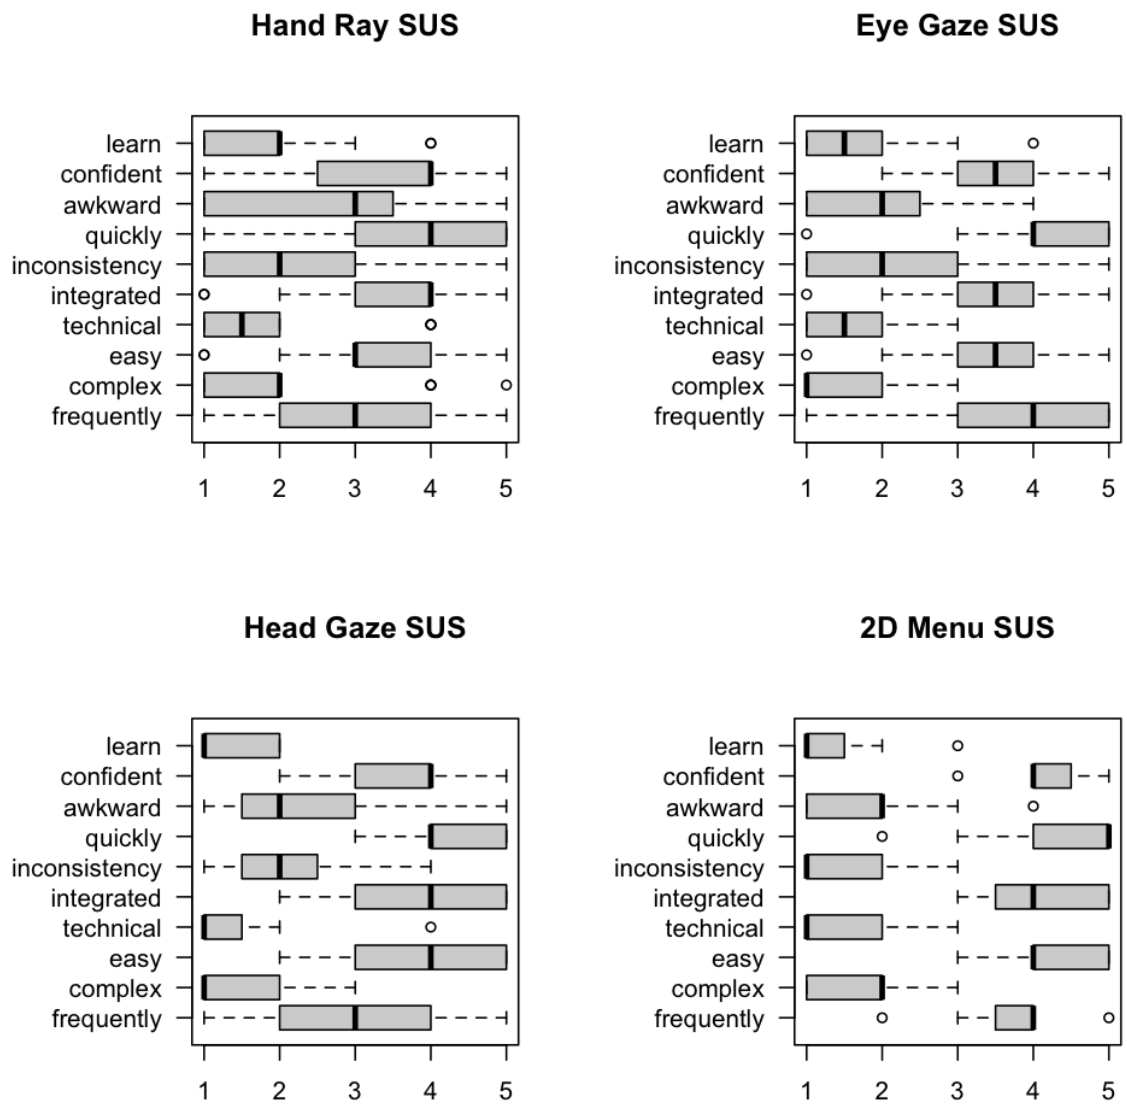 Hand Ray SUS
learn
confident
awkward
quickly
inconsistency
integrated
technical
easy
complex
frequently
1 2 3 4 5
Eye Gaze SUS
learn
confident
awkward
quickly
inconsistency
integrated
technical
easy
complex
frequently
1 2 3 4 5
Head Gaze SUS
learn
confident
awkward
quickly
inconsistency
integrated
technical
easy
complex
frequently
1 2 3 4 5
2D Menu SUS
learn
confident
awkward
quickly
inconsistency
integrated
technical
easy
complex
frequently
1 2 3 4 5